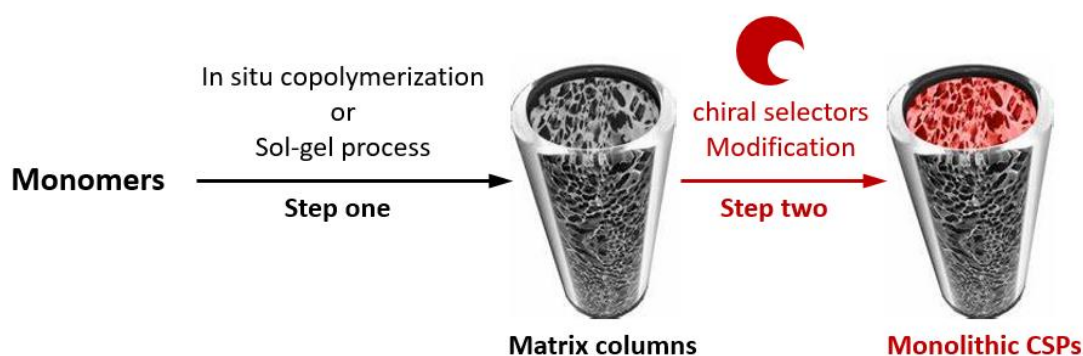 In situ copolymerization
or
Sol-gel process
Monomers
Step one
chiral selectors
Modification
Step two
Matrix columns
Monolithic CSPs